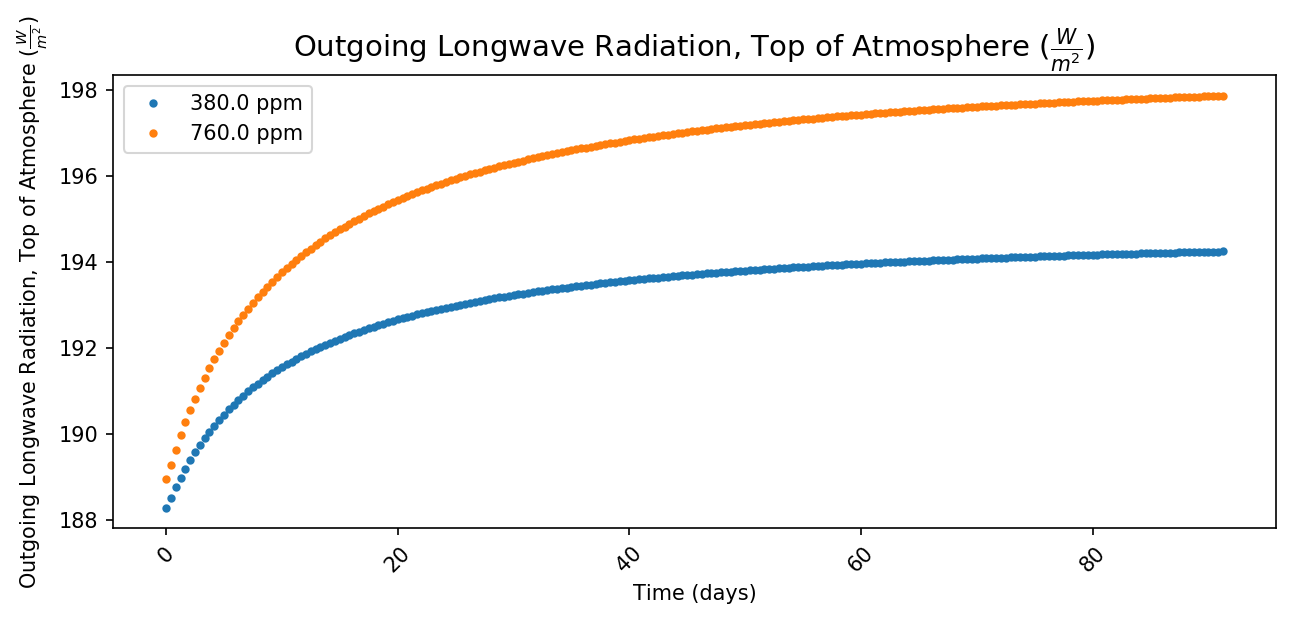 Outgoing Longwave Radiation, Top of Atmosphere (W/m²)
380.0 ppm
760.0 ppm
Outgoing Longwave Radiation, Top of Atmosphere (W/m²)
198
196
194
192
190
188
0
20
40
60
80
Time (days)